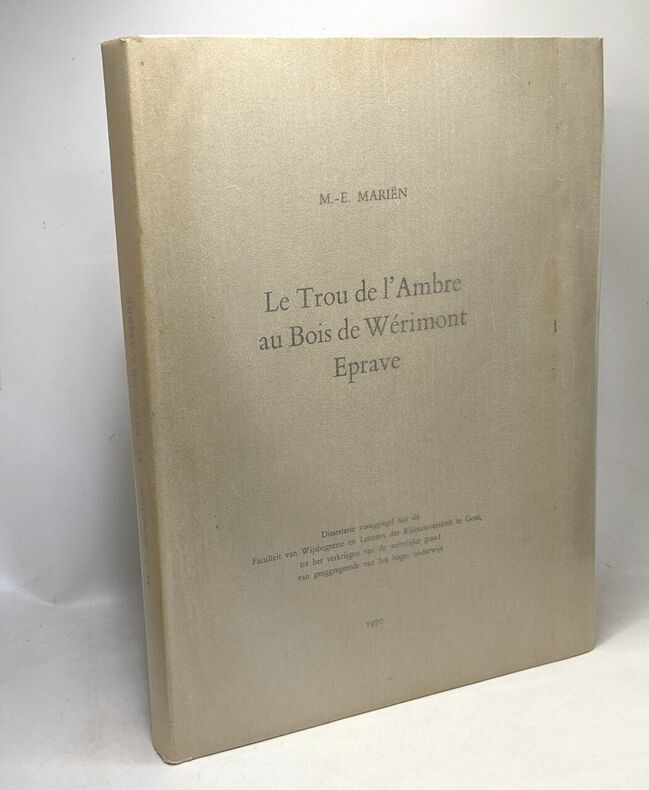 M.-E. MARIËN
Le Trou de l'Ambre
au Bois de Wérimont
Eprave
Dissertatie voorgelegd aan de
Faculteit van Wijsbegeerte en Letteren der Rijksuniversiteit te Gent,
tot het verkrijgen van de wettelijke graad
van geaggregeerde van het hoger onderwijs
1970